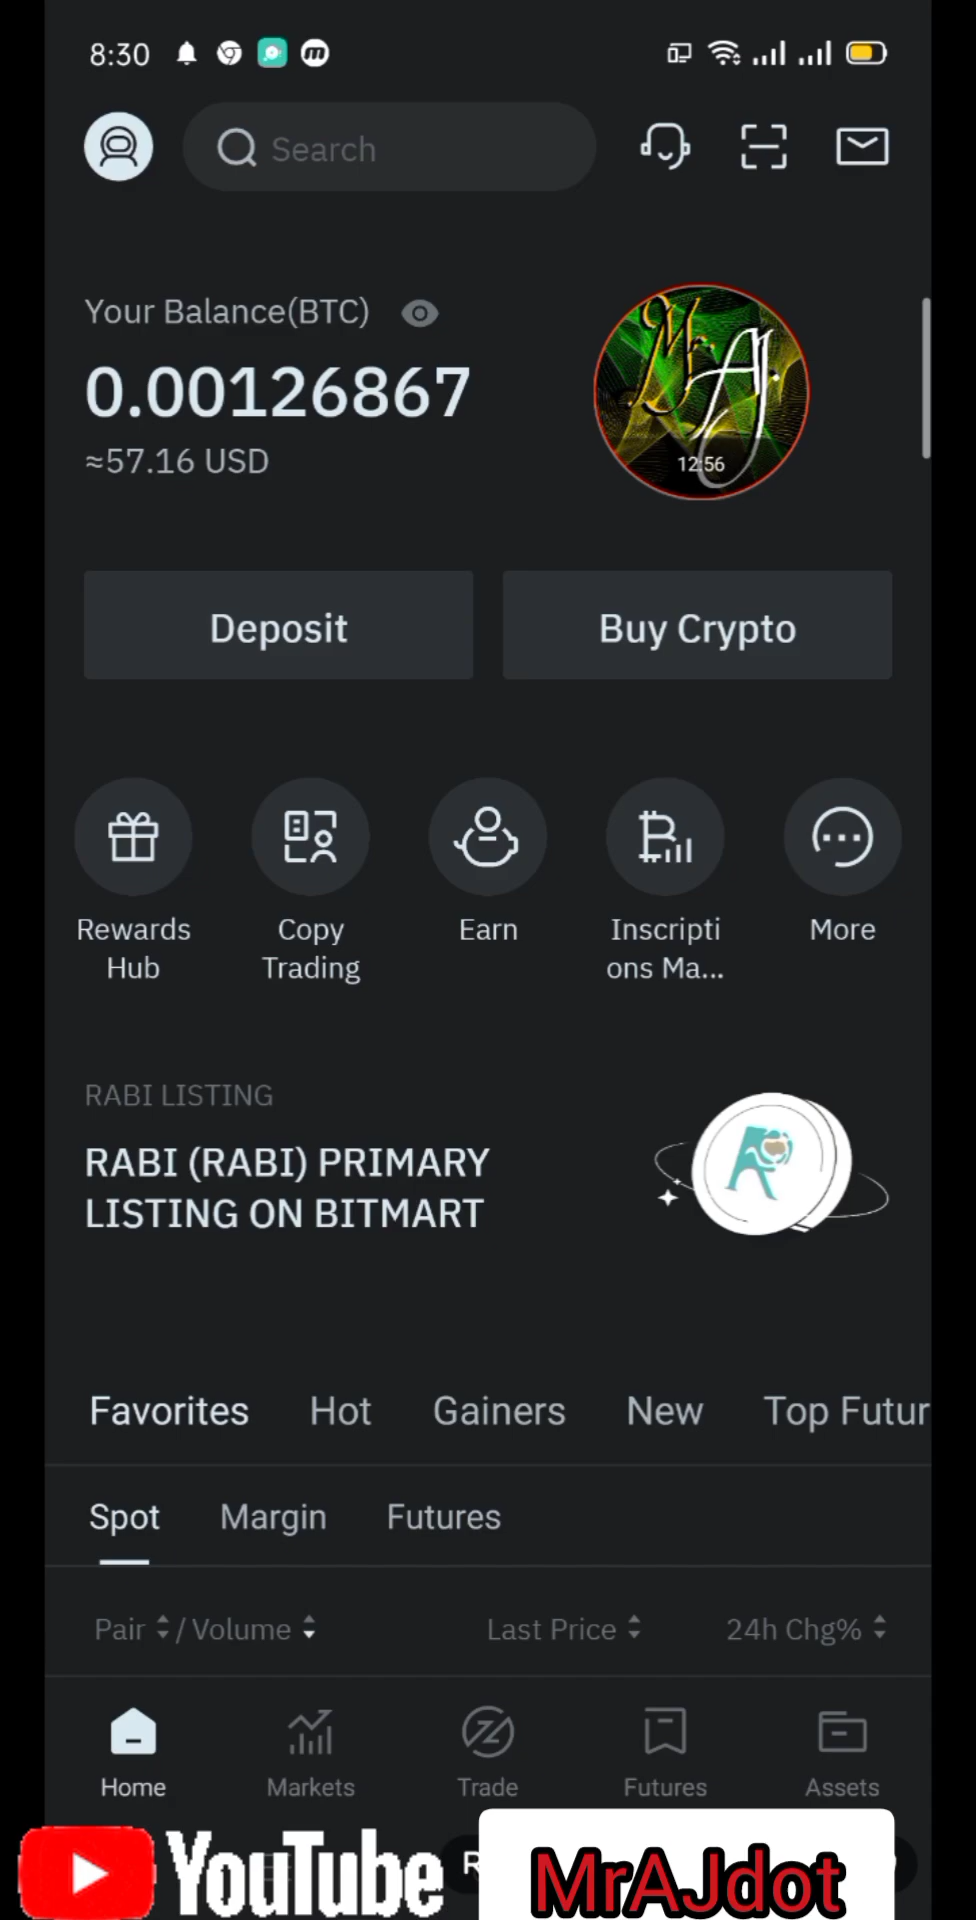 8:30
Search
Your Balance(BTC)
0.00126867
≈57.16 USD
Mr. AJ.
12:56
Deposit
Buy Crypto
Rewards
Hub
Copy
Trading
Earn
Inscripti
ons Ma...
More
RABI LISTING
RABI (RABI) PRIMARY
LISTING ON BITMART
Favorites Hot Gainers New Top Futur
Spot Margin Futures
Pair / Volume Last Price 24h Chg%
Home Markets Trade Futures Assets
YouTube
MrAJdot